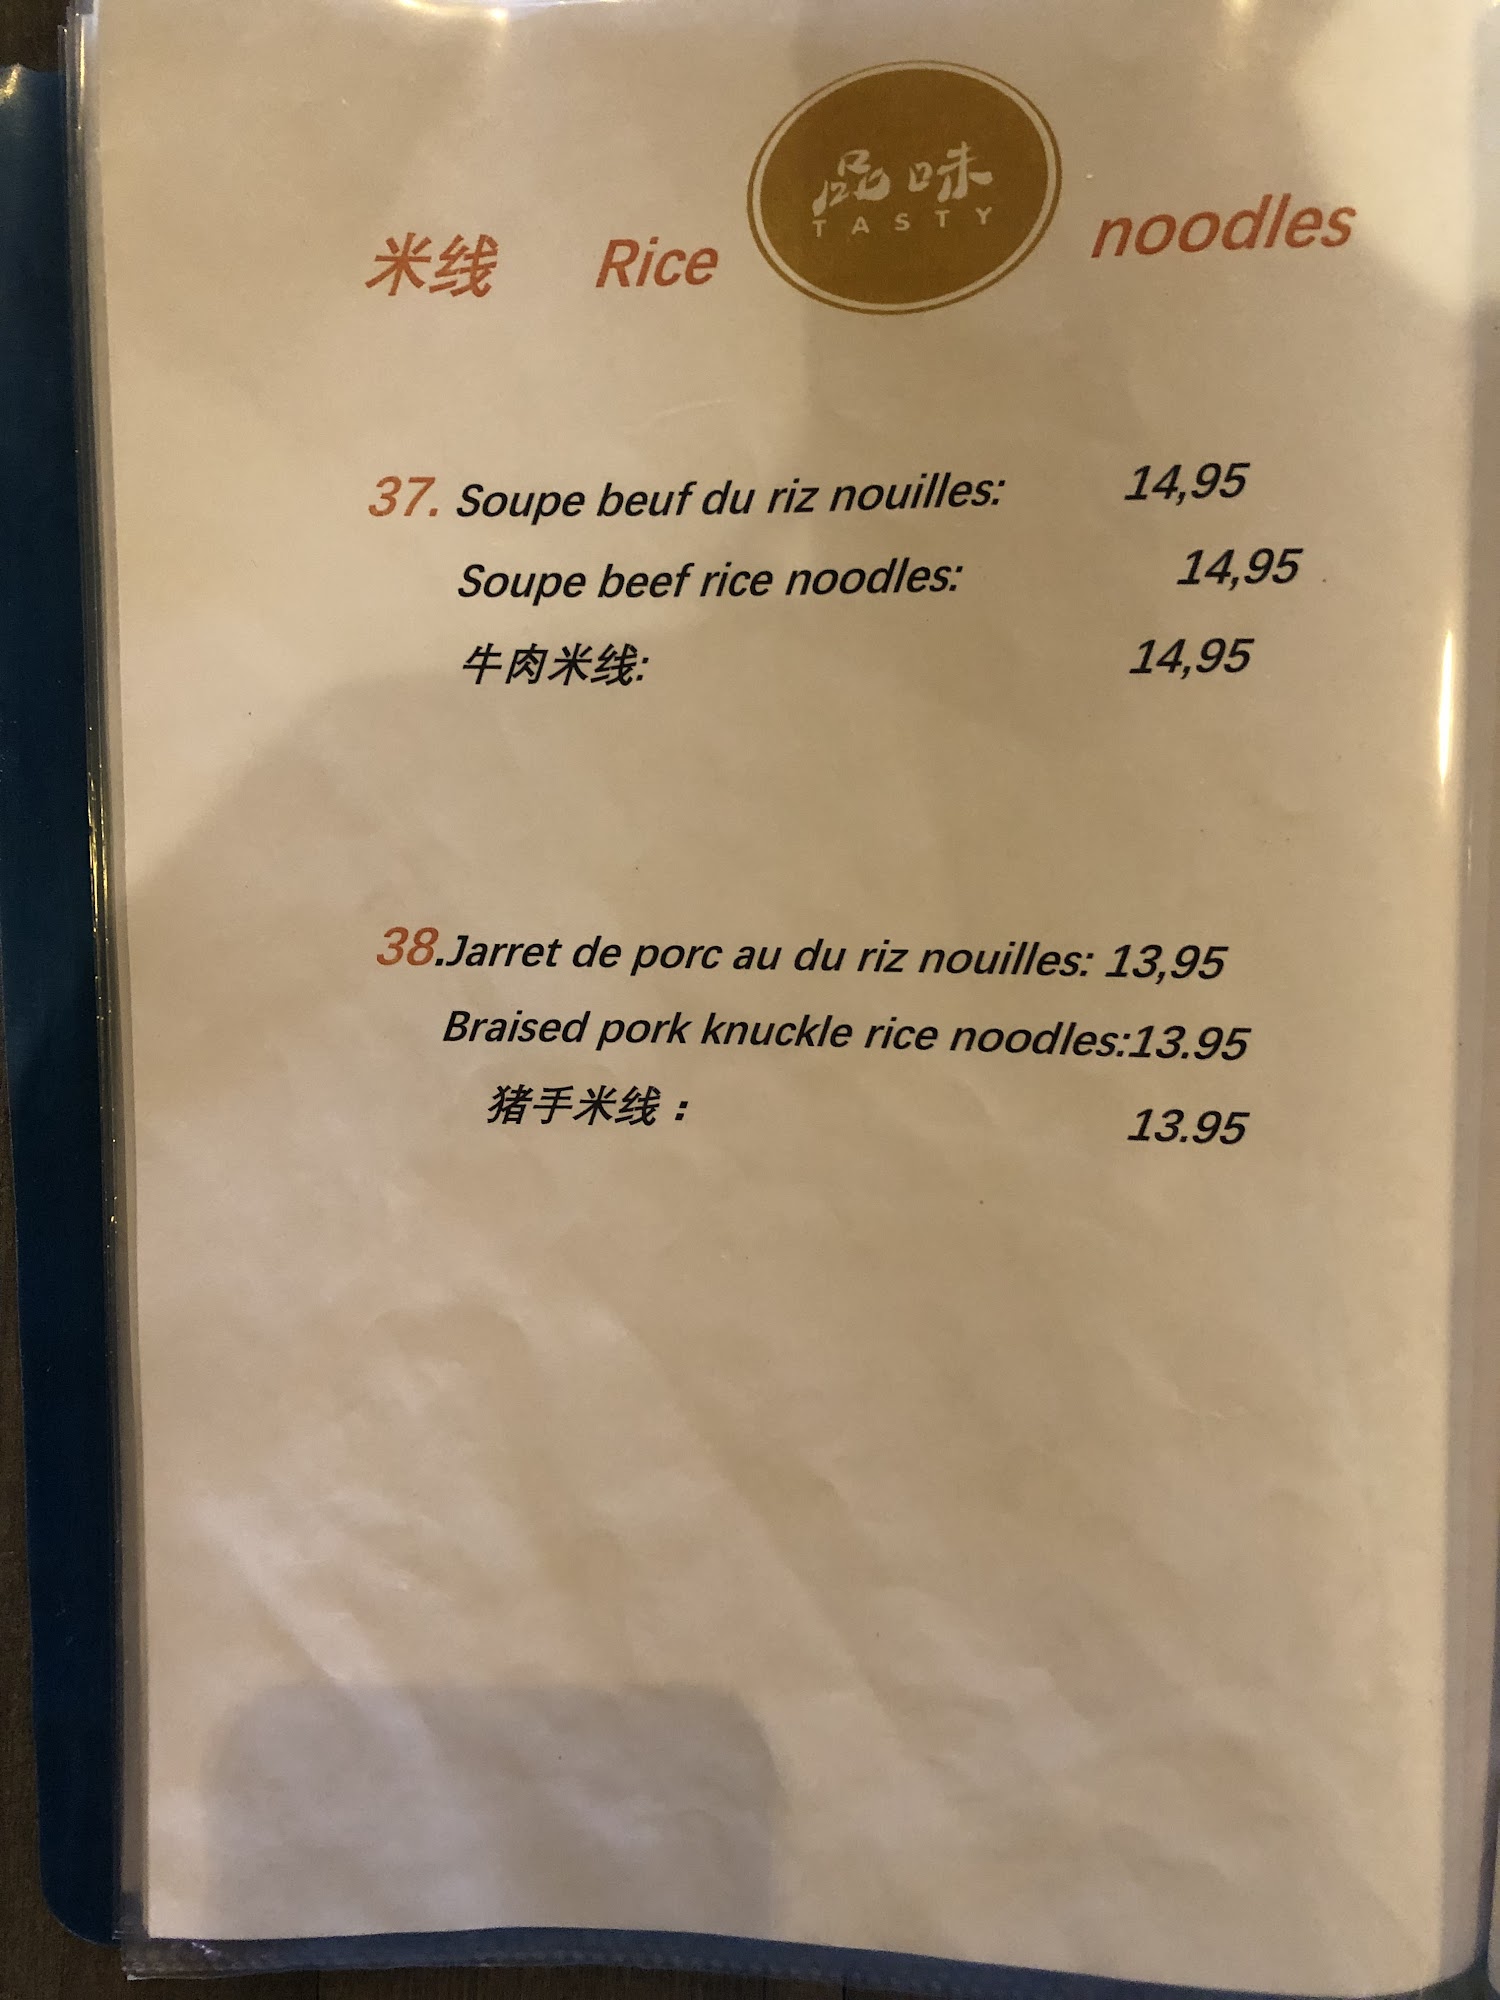 品味
TASTY
米线 Rice noodles
37. Soupe beuf du riz nouilles: 14,95
Soupe beef rice noodles: 14,95
牛肉米线: 14,95
38.Jarret de porc au du riz nouilles: 13,95
Braised pork knuckle rice noodles:13.95
猪手米线： 13.95